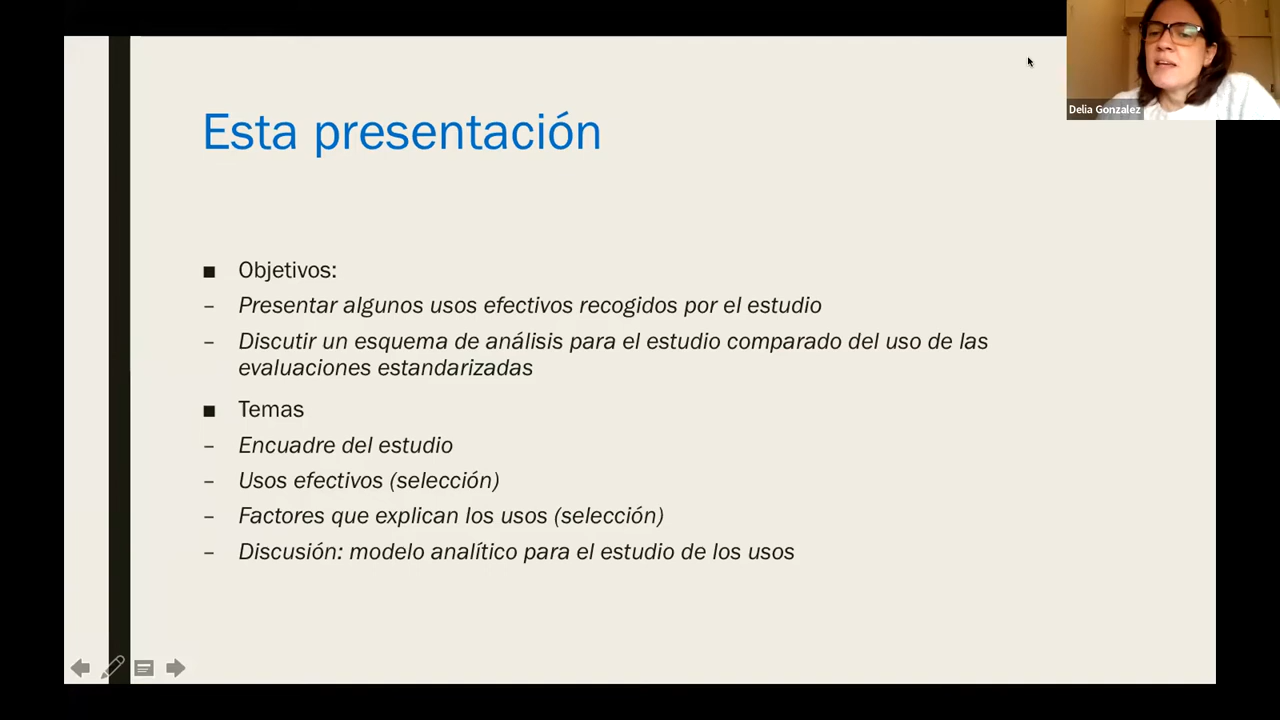 Delia Gonzalez
Esta presentación
■ Objetivos:
– Presentar algunos usos efectivos recogidos por el estudio
– Discutir un esquema de análisis para el estudio comparado del uso de las
evaluaciones estandarizadas
■ Temas
– Encuadre del estudio
– Usos efectivos (selección)
– Factores que explican los usos (selección)
– Discusión: modelo analítico para el estudio de los usos